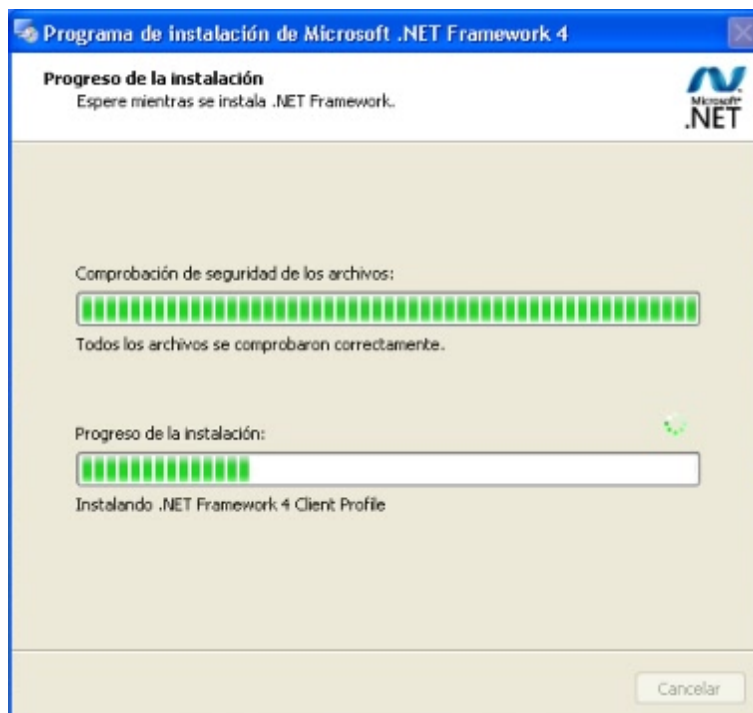 Programa de instalación de Microsoft .NET Framework 4
Progreso de la instalación
Espere mientras se instala .NET Framework.
Microsoft
.NET
Comprobación de seguridad de los archivos:
Todos los archivos se comprobaron correctamente.
Progreso de la instalación:
Instalando .NET Framework 4 Client Profile
Cancelar